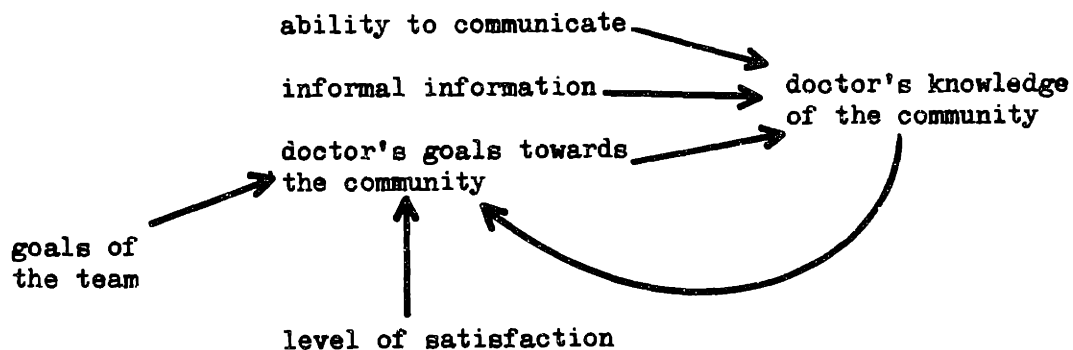 ability to communicate
informal information
doctor's knowledge
of the community
doctor's goals towards
the community
goals of
the team
level of satisfaction